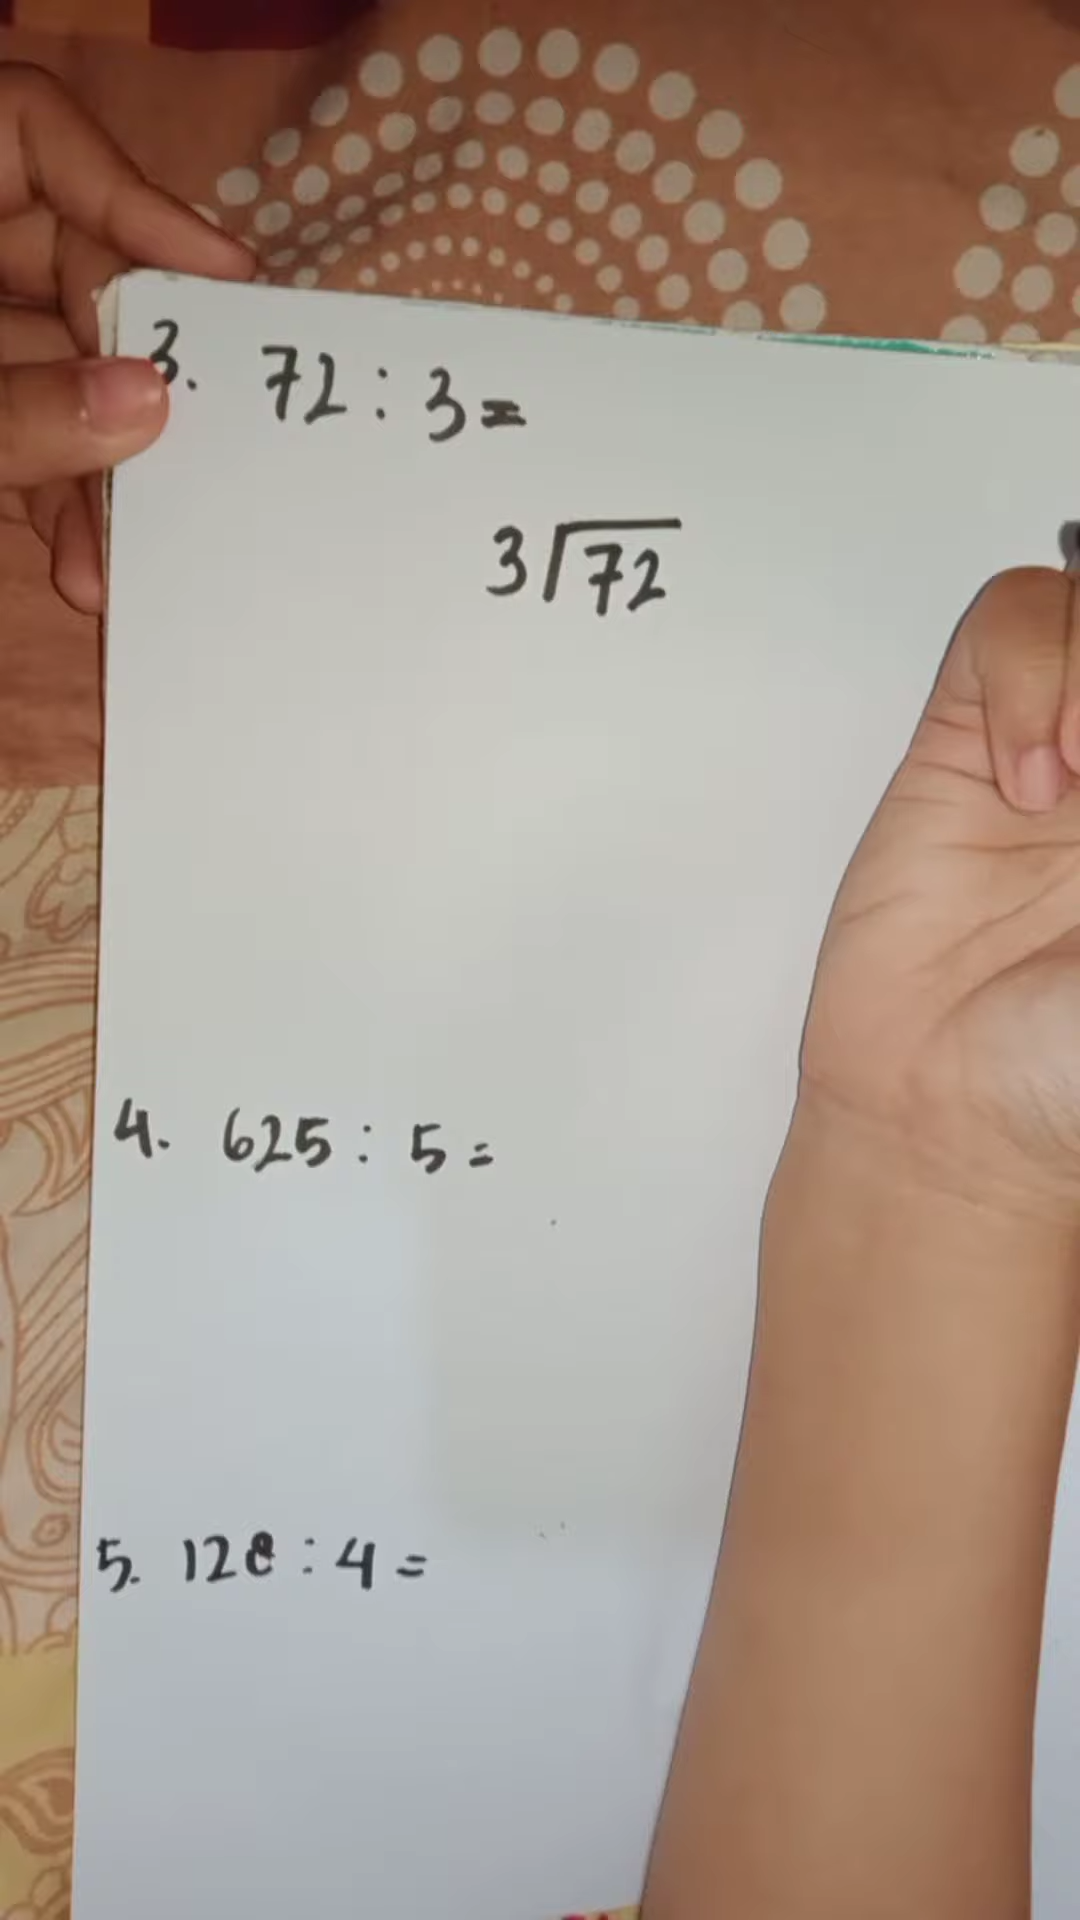 3. 72 : 3 =
3√72
4. 625 : 5 =
5. 128 : 4 =